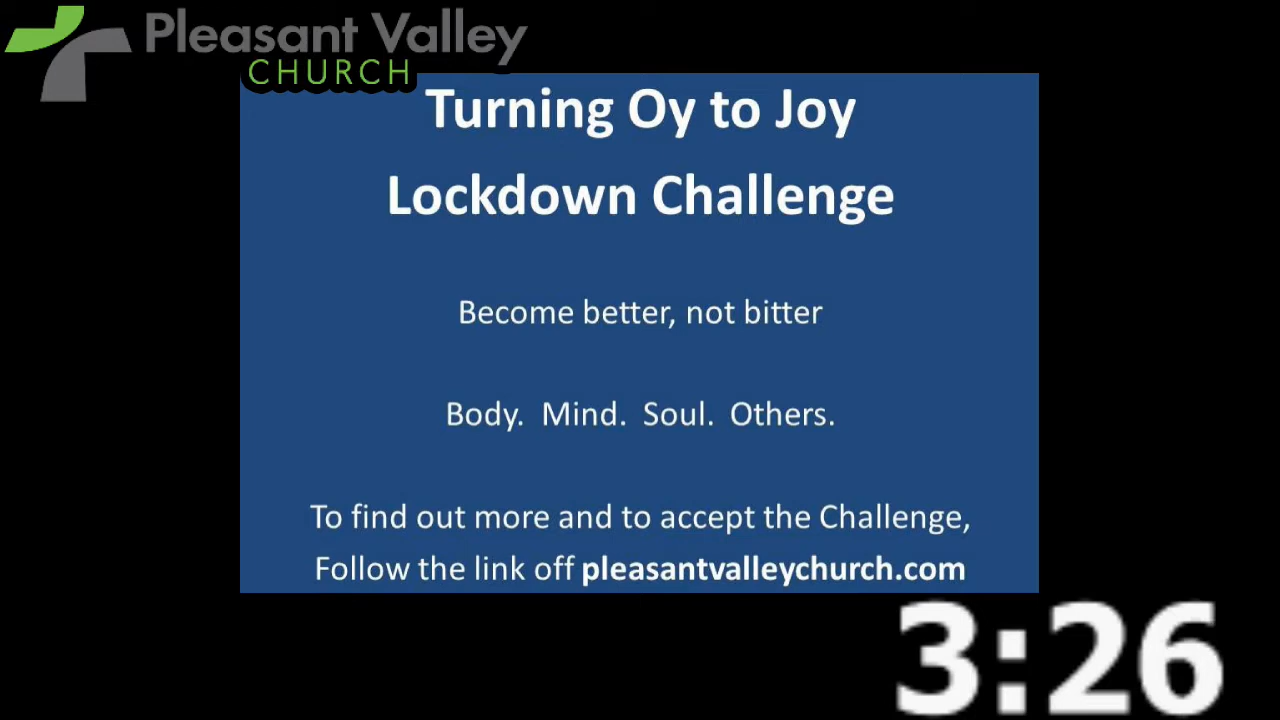 Pleasant Valley
CHURCH
Turning Oy to Joy
Lockdown Challenge
Become better, not bitter
Body.  Mind.  Soul.  Others.
To find out more and to accept the Challenge,
Follow the link off pleasantvalleychurch.com
3:26